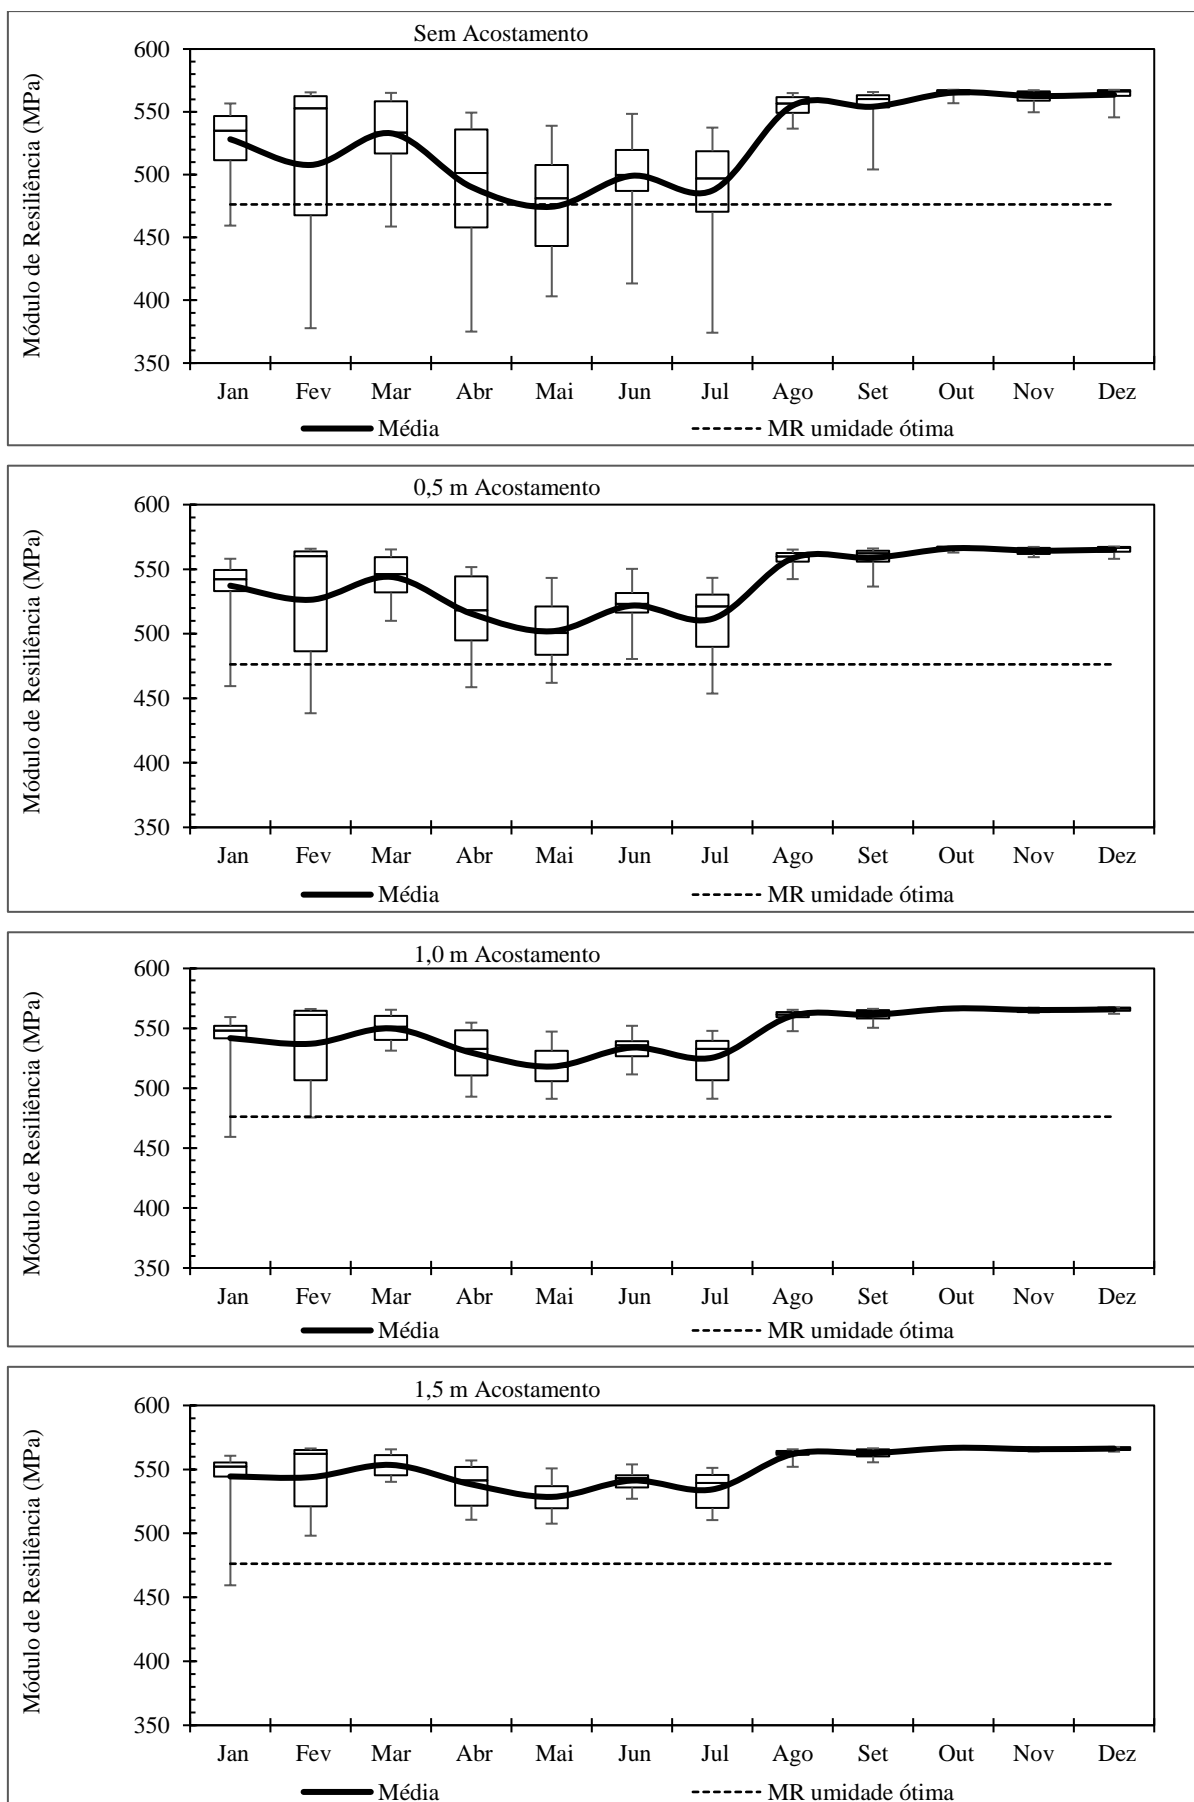 Sem Acostamento
Módulo de Resiliência (MPa)
600
550
500
450
400
350
Jan Fev Mar Abr Mai Jun Jul Ago Set Out Nov Dez
Média MR umidade ótima
0,5 m Acostamento
Módulo de Resiliência (MPa)
600
550
500
450
400
350
Jan Fev Mar Abr Mai Jun Jul Ago Set Out Nov Dez
Média MR umidade ótima
1,0 m Acostamento
Módulo de Resiliência (MPa)
600
550
500
450
400
350
Jan Fev Mar Abr Mai Jun Jul Ago Set Out Nov Dez
Média MR umidade ótima
1,5 m Acostamento
Módulo de Resiliência (MPa)
600
550
500
450
400
350
Jan Fev Mar Abr Mai Jun Jul Ago Set Out Nov Dez
Média MR umidade ótima